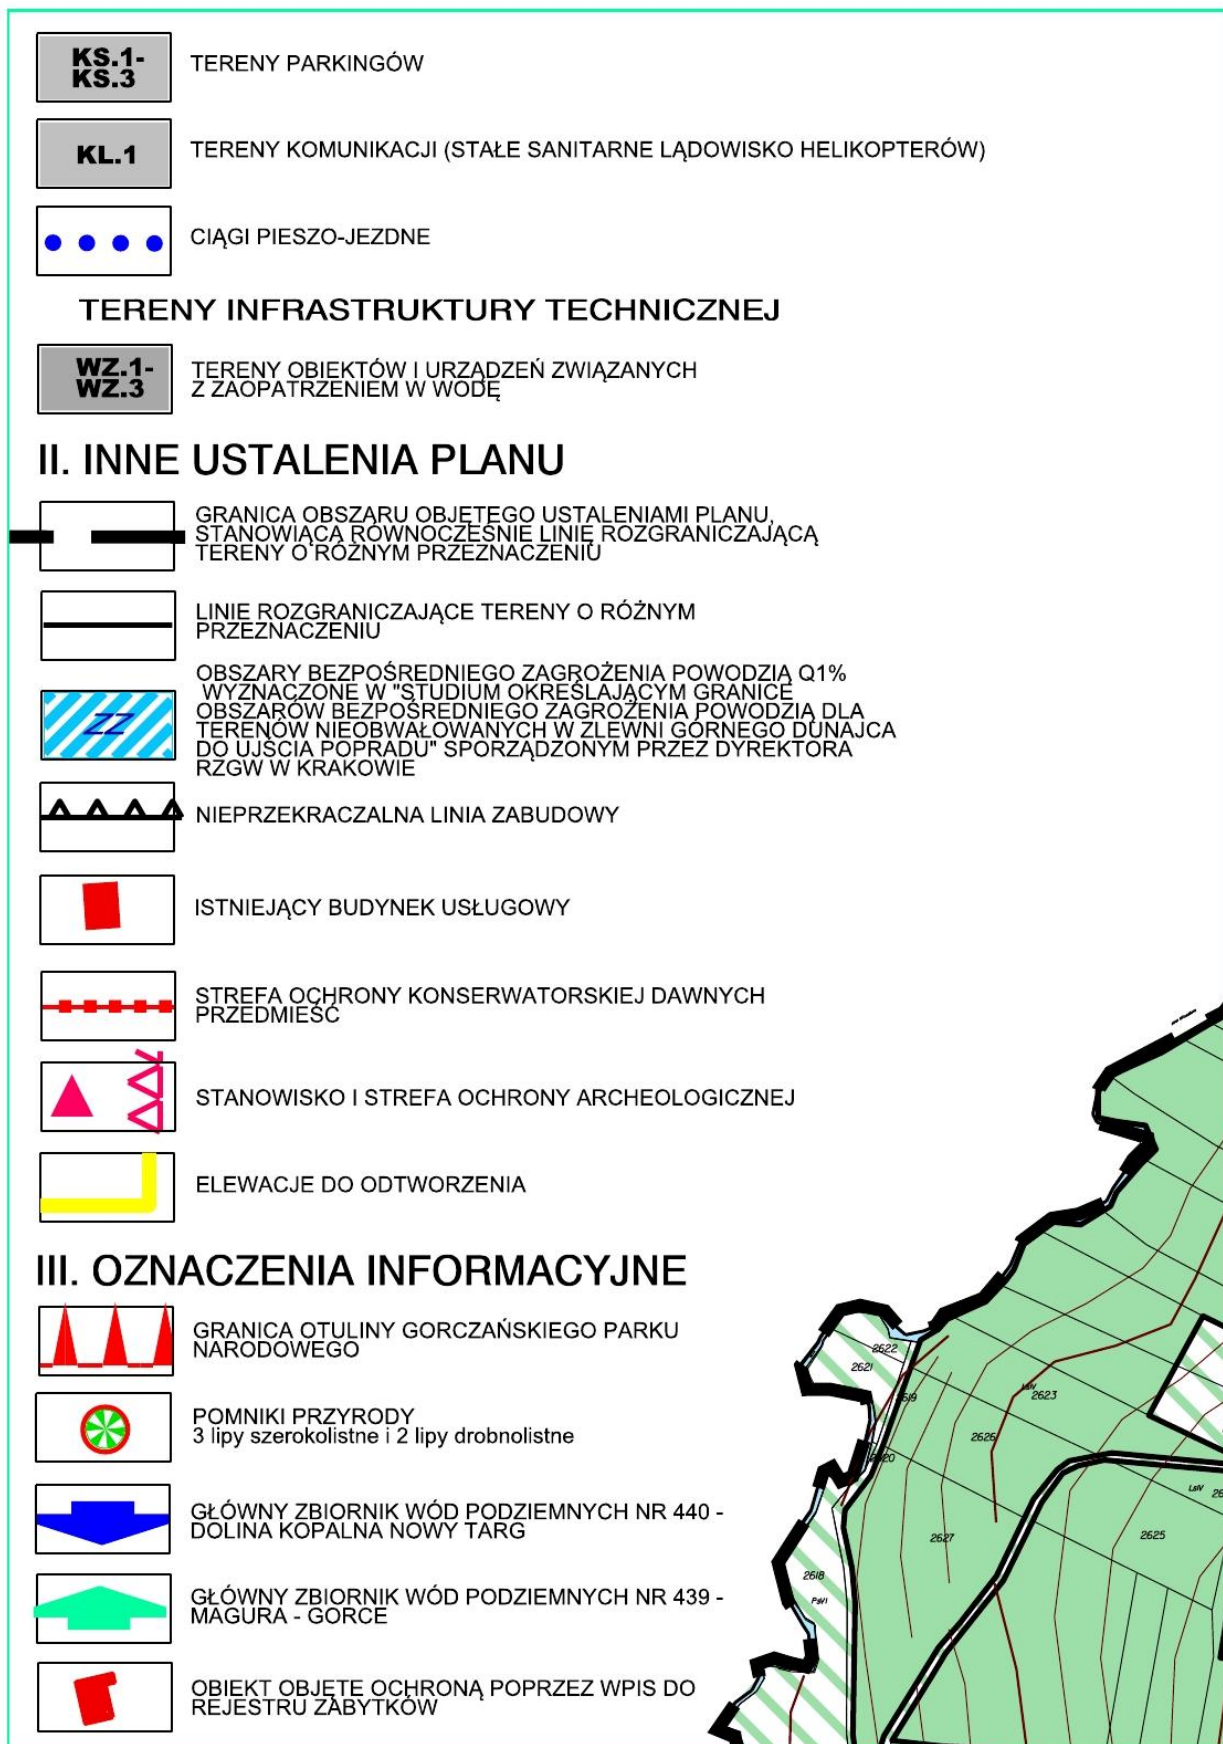 KS.1-
KS.3
TERENY PARKINGÓW
KL.1
TERENY KOMUNIKACJI (STAŁE SANITARNE LĄDOWISKO HELIKOPTERÓW)
CIĄGI PIESZO-JEZDNE
TERENY INFRASTRUKTURY TECHNICZNEJ
WZ.1-
WZ.3
TERENY OBIEKTÓW I URZĄDZEŃ ZWIĄZANYCH
Z ZAOPATRZENIEM W WODĘ
II. INNE USTALENIA PLANU
GRANICA OBSZARU OBJĘTEGO USTALENIAMI PLANU,
STANOWIĄCA RÓWNOCZEŚNIE LINIĘ ROZGRANICZAJĄCĄ
TERENY O RÓŻNYM PRZEZNACZENIU
LINIE ROZGRANICZAJĄCE TERENY O RÓŻNYM
PRZEZNACZENIU
ZZ
OBSZARY BEZPOŚREDNIEGO ZAGROŻENIA POWODZIĄ Q1%
WYZNACZONE W "STUDIUM OKREŚLAJĄCYM GRANICE
OBSZARÓW BEZPOŚREDNIEGO ZAGROŻENIA POWODZIĄ DLA
TERENÓW NIEOBWAŁOWANYCH W ZLEWNI GÓRNEGO DUNAJCA
DO UJŚCIA POPRADU" SPORZĄDZONYM PRZEZ DYREKTORA
RZGW W KRAKOWIE
NIEPRZEKRACZALNA LINIA ZABUDOWY
ISTNIEJĄCY BUDYNEK USŁUGOWY
STREFA OCHRONY KONSERWATORSKIEJ DAWNYCH
PRZEDMIEŚĆ
STANOWISKO I STREFA OCHRONY ARCHEOLOGICZNEJ
ELEWACJE DO ODTWORZENIA
III. OZNACZENIA INFORMACYJNE
GRANICA OTULINY GORCZAŃSKIEGO PARKU
NARODOWEGO
POMNIKI PRZYRODY
3 lipy szerokolistne i 2 lipy drobnolistne
GŁÓWNY ZBIORNIK WÓD PODZIEMNYCH NR 440 -
DOLINA KOPALNA NOWY TARG
GŁÓWNY ZBIORNIK WÓD PODZIEMNYCH NR 439 -
MAGURA - GORCE
OBIEKT OBJĘTE OCHRONĄ POPRZEZ WPIS DO
REJESTRU ZABYTKÓW
2622
2621
2619
LsIV
2623
2626
2620
LsIV
2627
2625
2618
PsVI